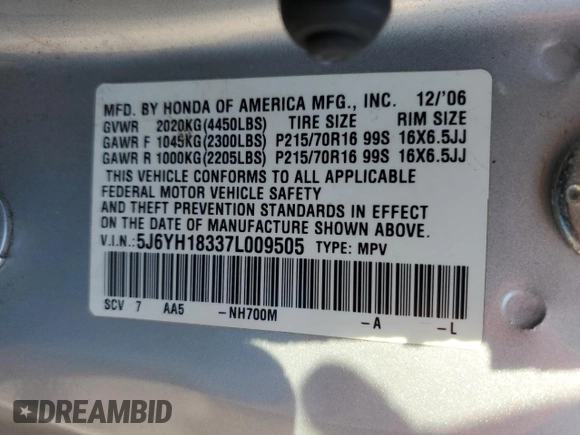 MFD. BY HONDA OF AMERICA MFG., INC. 12/'06
GVWR 2020KG(4450LBS) TIRE SIZE RIM SIZE
GAWR F 1045KG(2300LBS) P215/70R16 99S 16X6.5JJ
GAWR R 1000KG(2205LBS) P215/70R16 99S 16X6.5JJ
THIS VEHICLE CONFORMS TO ALL APPLICABLE
FEDERAL MOTOR VEHICLE SAFETY
AND THEFT PREVENTION STANDARDS IN EFFECT
ON THE DATE OF MANUFACTURE SHOWN ABOVE.
V.I.N.:5J6YH18337L009505 TYPE: MPV
SCV 7 AA5 -NH700M -A -L
DREAMBID